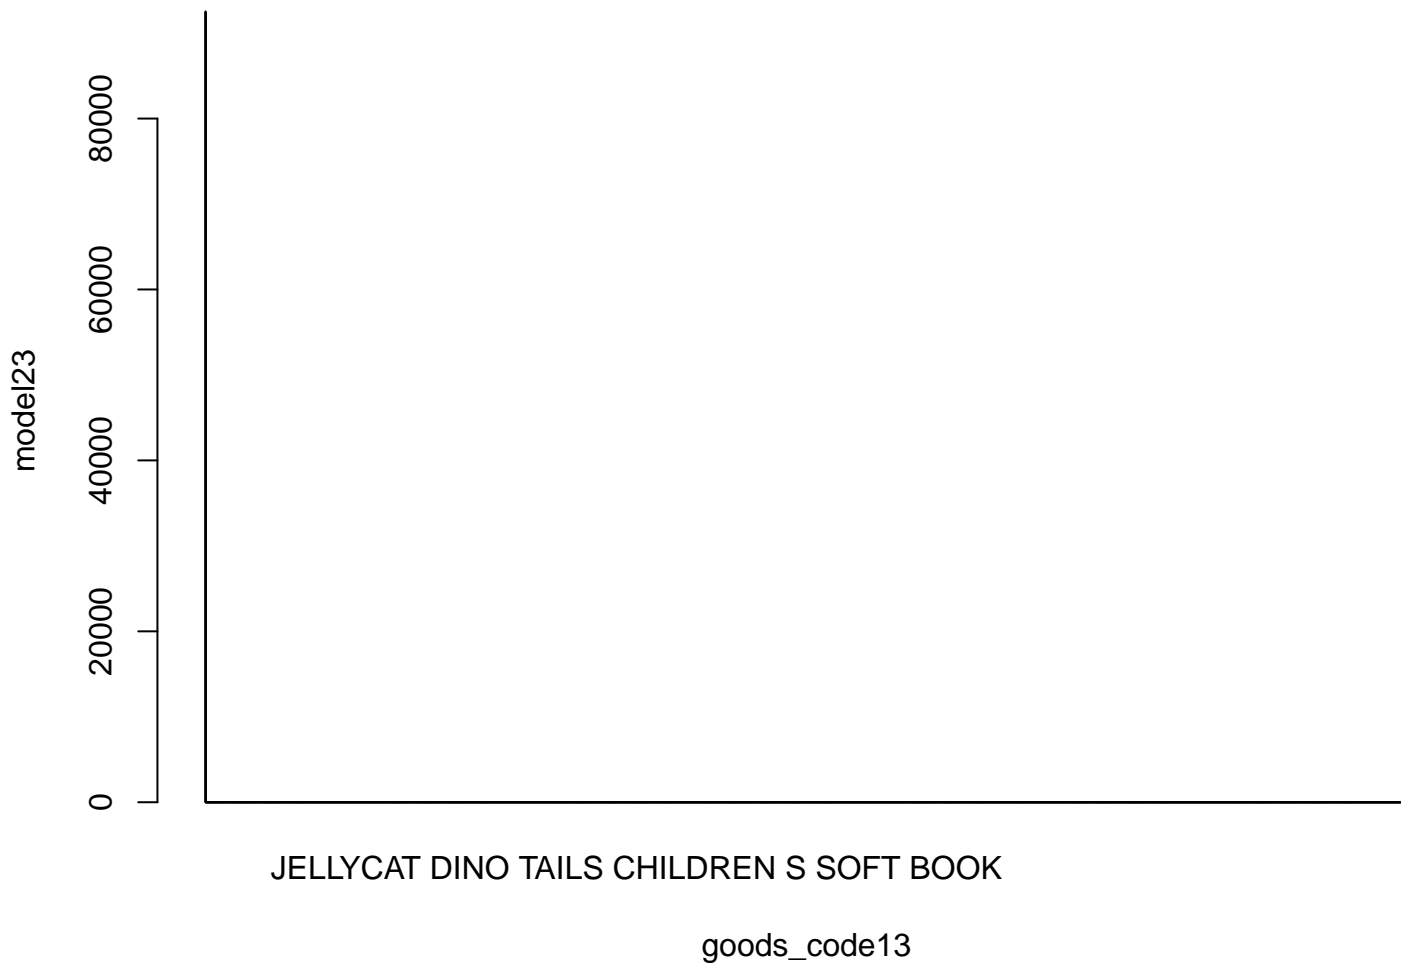 80000
60000
40000
20000
0
model23
JELLYCAT DINO TAILS CHILDREN S SOFT BOOK
goods_code13